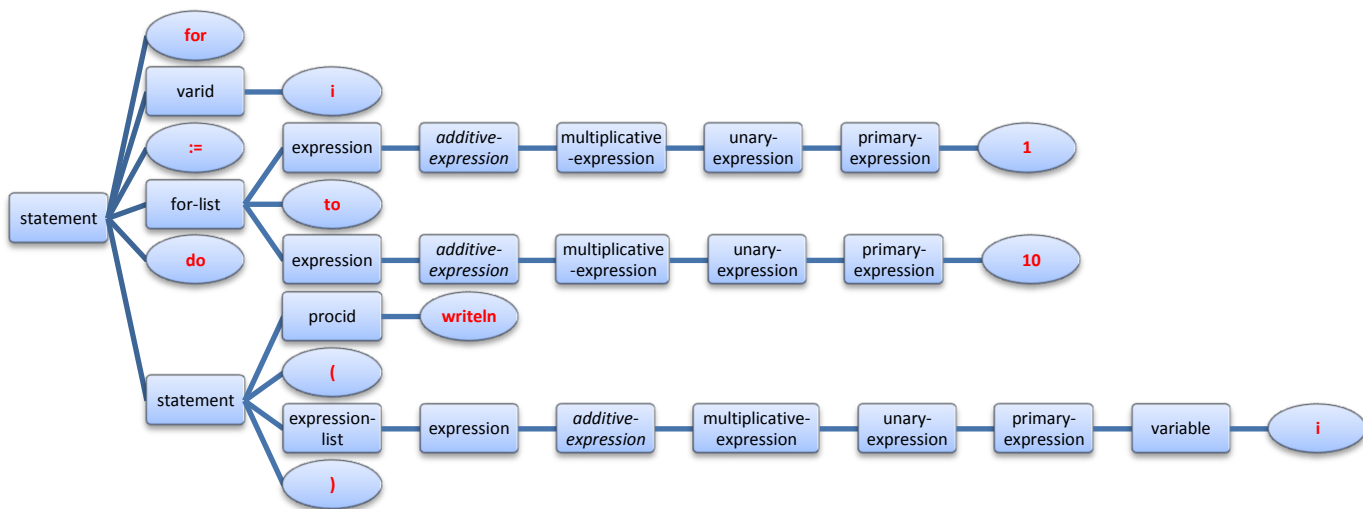 for
varid
i
:=
expression
additive-
expression
multiplicative
-expression
unary-
expression
primary-
expression
1
statement
for-list
to
do
expression
additive-
expression
multiplicative
-expression
unary-
expression
primary-
expression
10
procid
writeln
(
statement
expression-
list
expression
additive-
expression
multiplicative-
expression
unary-
expression
primary-
expression
variable
i
)